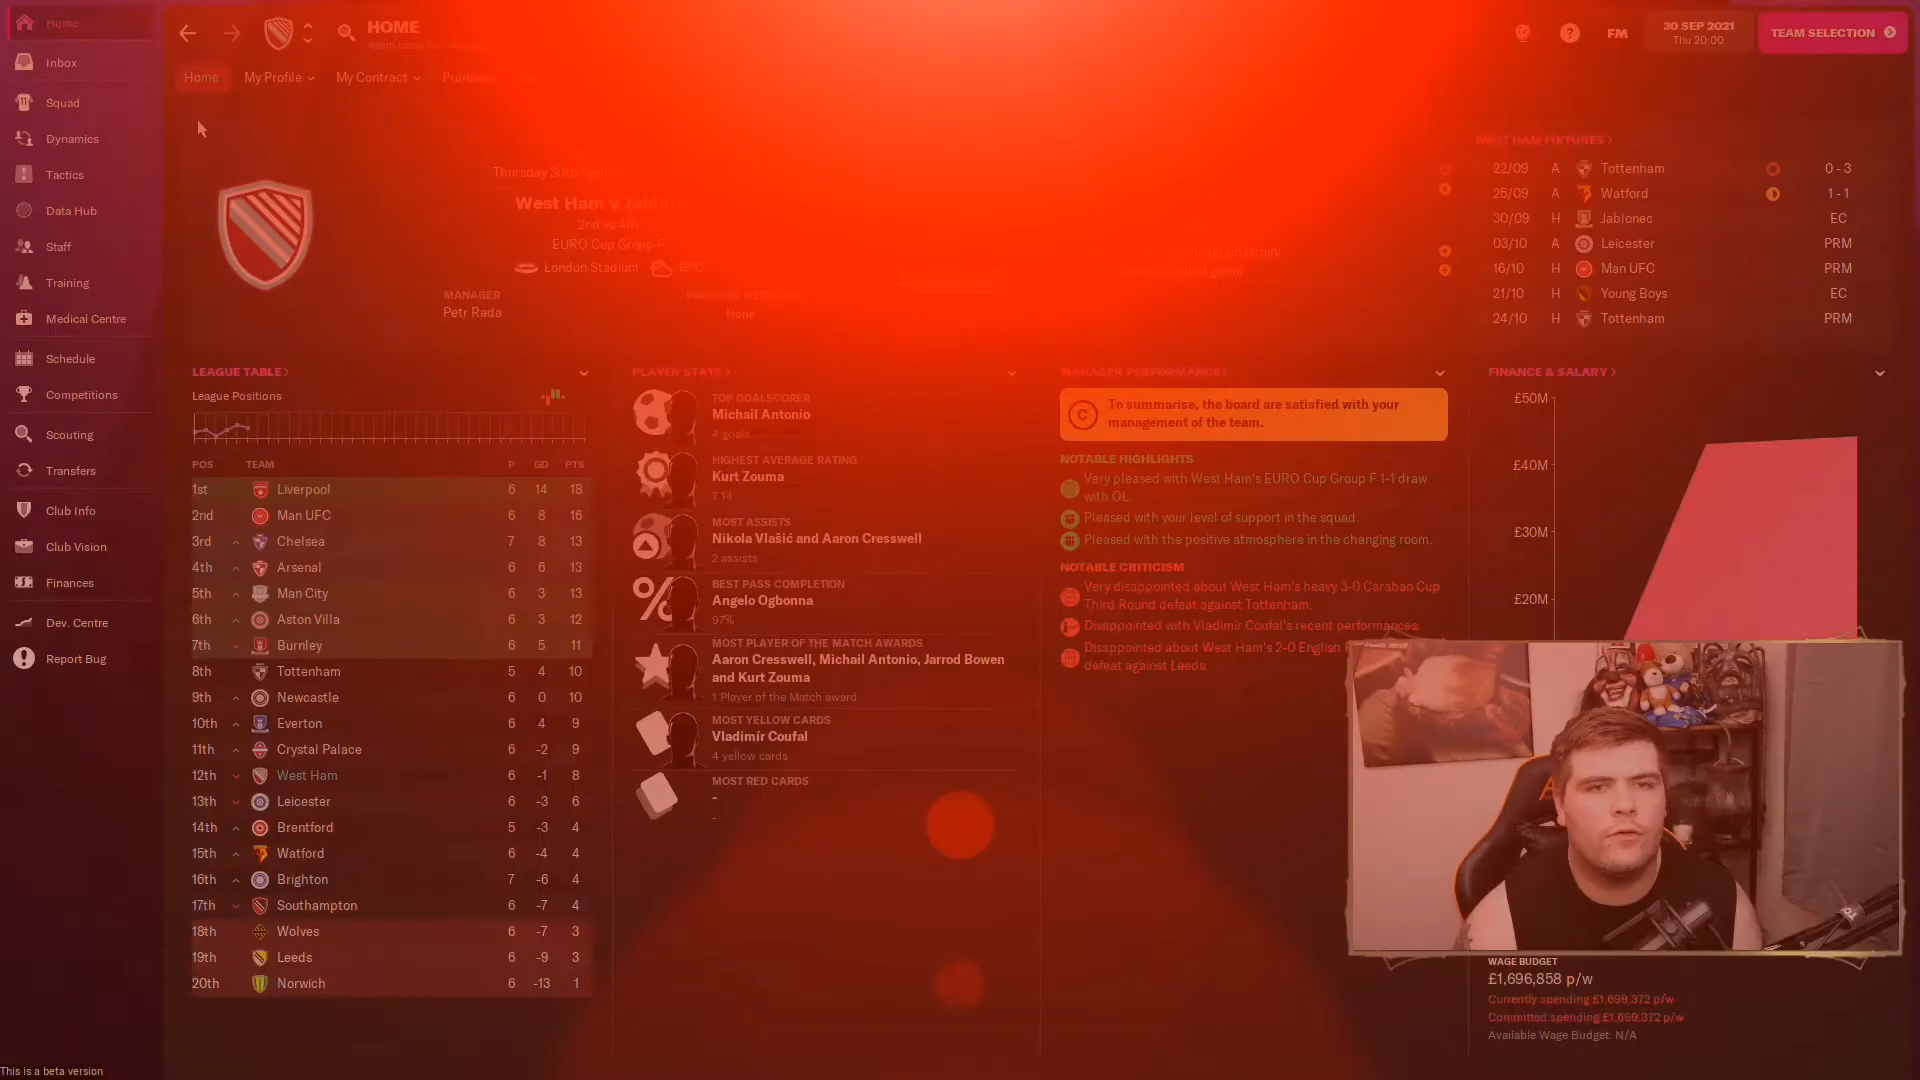 Home
Inbox
Squad
Dynamics
Tactics
Data Hub
Staff
Training
Medical Centre
Schedule
Competitions
Scouting
Transfers
Club Info
Club Vision
Finances
Dev. Centre
Report Bug
This is a beta version
HOME
FM
30 SEP 2021
Thu 20:00
TEAM SELECTION
Home My Profile My Contract
Thursday 30th
West Ham v Jablonec
2nd vs 4th
EURO Cup Group F
London Stadium
MANAGER
Petr Rada
None
WEST HAM FIXTURES
22/09 A Tottenham 0 - 3
25/09 A Watford 1 - 1
30/09 H Jablonec EC
03/10 A Leicester PRM
16/10 H Man UFC PRM
21/10 H Young Boys EC
24/10 H Tottenham PRM
LEAGUE TABLE
League Positions
POS TEAM P GD PTS
1st Liverpool 6 14 18
2nd Man UFC 6 8 16
3rd Chelsea 7 8 13
4th Arsenal 6 6 13
5th Man City 6 3 13
6th Aston Villa 6 3 12
7th Burnley 6 5 11
8th Tottenham 5 4 10
9th Newcastle 6 0 10
10th Everton 6 4 9
11th Crystal Palace 6 -2 9
12th West Ham 6 -1 8
13th Leicester 6 -3 6
14th Brentford 5 -3 4
15th Watford 6 -4 4
16th Brighton 7 -6 4
17th Southampton 6 -7 4
18th Wolves 6 -7 3
19th Leeds 6 -9 3
20th Norwich 6 -13 1
PLAYER STATS
TOP GOALSCORER
Michail Antonio
4 goals
HIGHEST AVERAGE RATING
Kurt Zouma
7.14
MOST ASSISTS
Nikola Vlašić and Aaron Cresswell
2 assists
BEST PASS COMPLETION
Angelo Ogbonna
97%
MOST PLAYER OF THE MATCH AWARDS
Aaron Cresswell, Michail Antonio, Jarrod Bowen
and Kurt Zouma
1 Player of the Match award
MOST YELLOW CARDS
Vladimír Coufal
4 yellow cards
MOST RED CARDS
-
-
MANAGER PERFORMANCE
C
To summarise, the board are satisfied with your
management of the team.
NOTABLE HIGHLIGHTS
Very pleased with West Ham's EURO Cup Group F 1-1 draw
with OL.
Pleased with your level of support in the squad.
Pleased with the positive atmosphere in the changing room.
NOTABLE CRITICISM
Very disappointed about West Ham's heavy 3-0 Carabao Cup
Third Round defeat against Tottenham.
Disappointed with Vladimír Coufal's recent performances.
Disappointed about West Ham's 2-0 English
defeat against Leeds.
FINANCE & SALARY
£50M
£40M
£30M
£20M
WAGE BUDGET
£1,696,858 p/w
Currently spending £1,699,372 p/w
Committed spending £1,699,372 p/w
Available Wage Budget: N/A